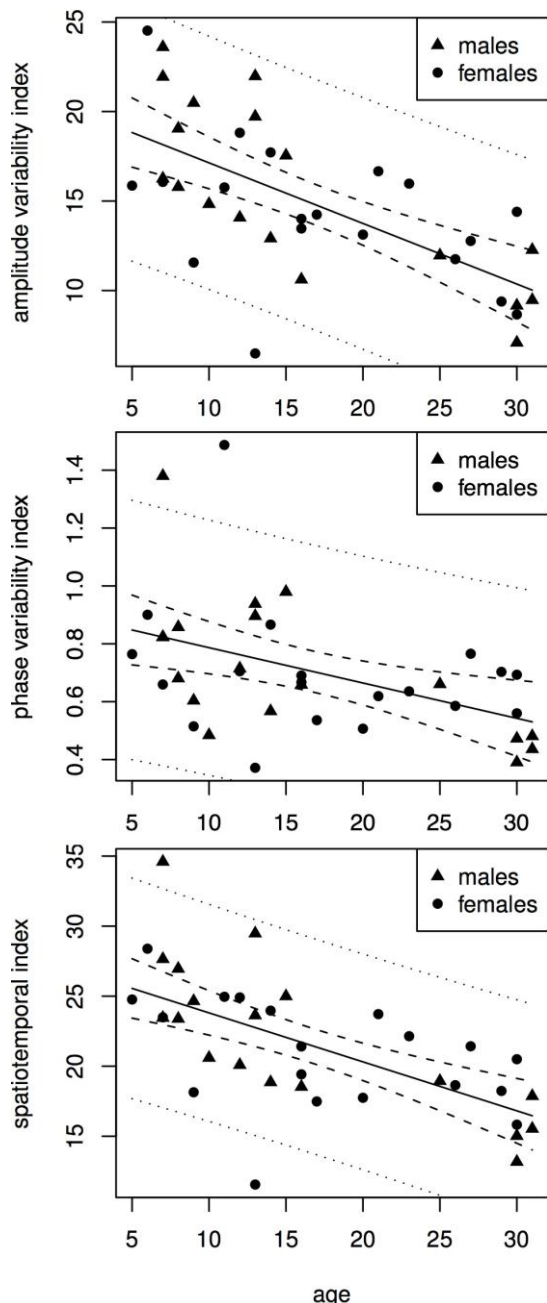 amplitude variability index
25
20
15
10
males
females
5 10 15 20 25 30
phase variability index
1.4
1.2
1.0
0.8
0.6
0.4
males
females
5 10 15 20 25 30
spatiotemporal index
35
30
25
20
15
males
females
5 10 15 20 25 30
age